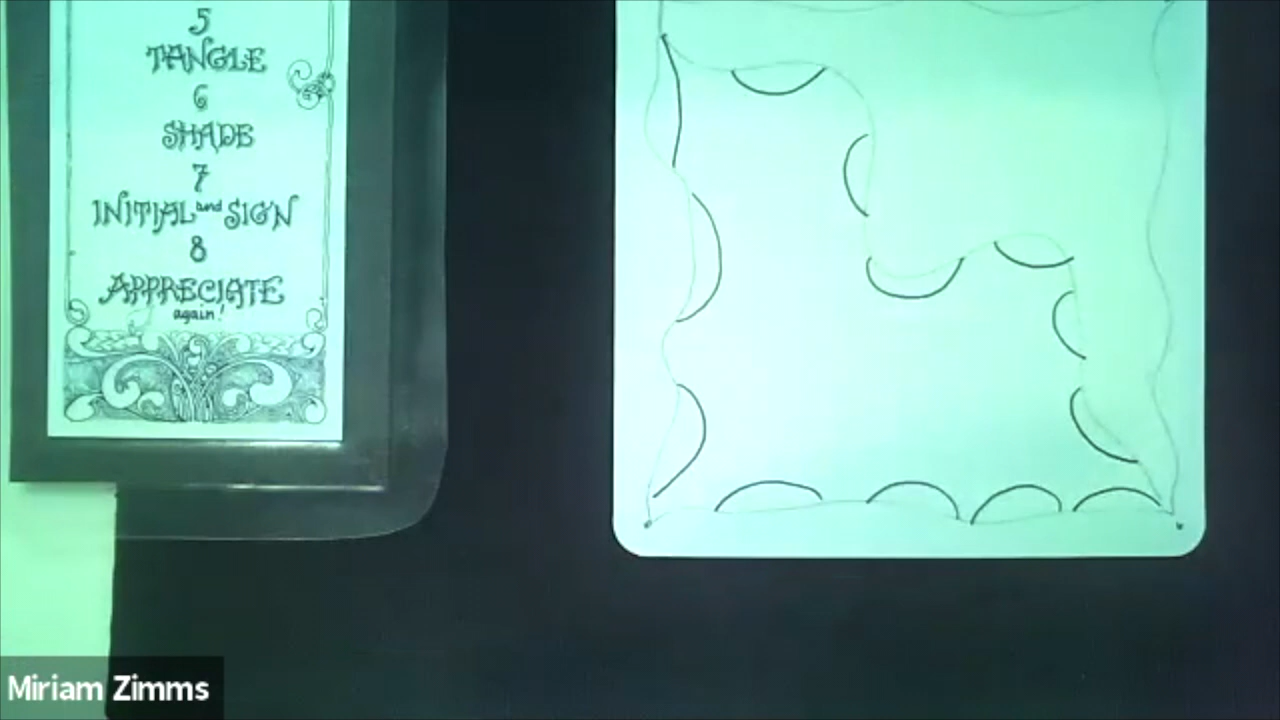 5
TANGLE
6
SHADE
7
INITIAL and SIGN
8
APPRECIATE
again!
Miriam Zimms